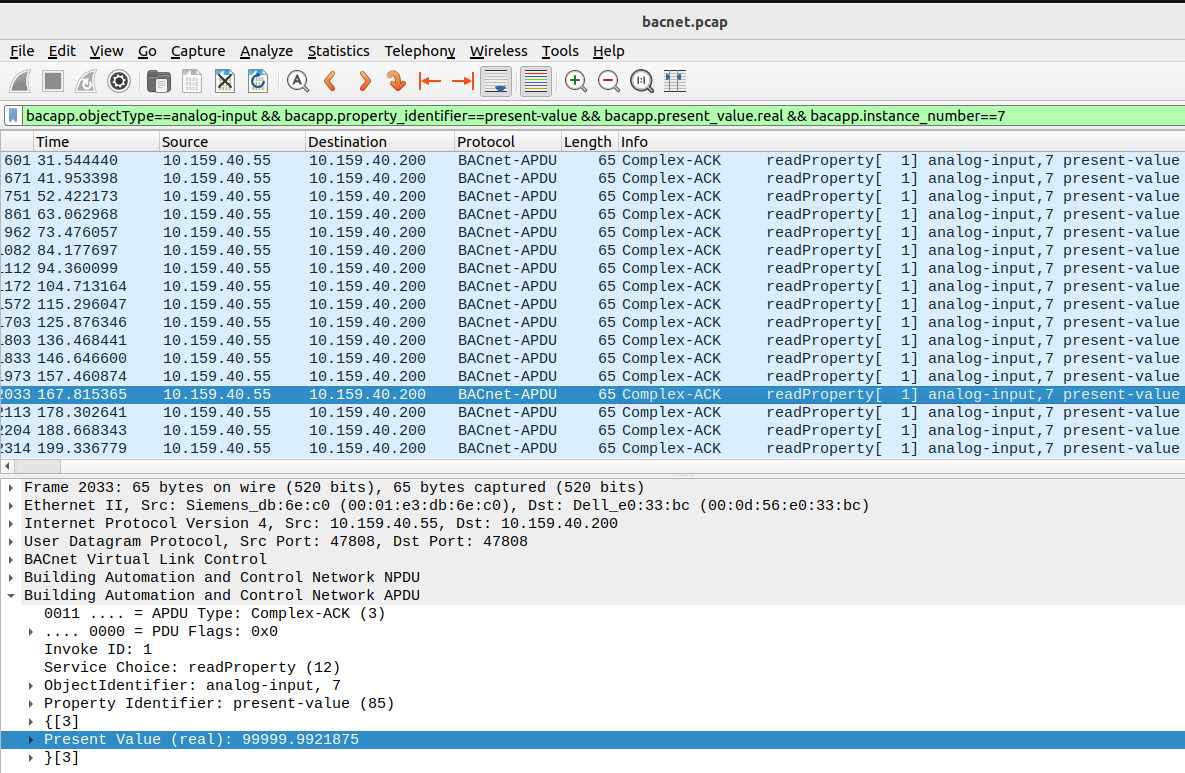 bacnet.pcap
File Edit View Go Capture Analyze Statistics Telephony Wireless Tools Help
bacapp.objectType==analog-input && bacapp.property_identifier==present-value && bacapp.present_value.real && bacapp.instance_number==7
Time Source Destination Protocol Length Info
601 31.544440 10.159.40.55 10.159.40.200 BACnet-APDU 65 Complex-ACK readProperty[ 1] analog-input,7 present-value
671 41.953398 10.159.40.55 10.159.40.200 BACnet-APDU 65 Complex-ACK readProperty[ 1] analog-input,7 present-value
751 52.422173 10.159.40.55 10.159.40.200 BACnet-APDU 65 Complex-ACK readProperty[ 1] analog-input,7 present-value
861 63.062968 10.159.40.55 10.159.40.200 BACnet-APDU 65 Complex-ACK readProperty[ 1] analog-input,7 present-value
962 73.476057 10.159.40.55 10.159.40.200 BACnet-APDU 65 Complex-ACK readProperty[ 1] analog-input,7 present-value
1082 84.177697 10.159.40.55 10.159.40.200 BACnet-APDU 65 Complex-ACK readProperty[ 1] analog-input,7 present-value
1112 94.360099 10.159.40.55 10.159.40.200 BACnet-APDU 65 Complex-ACK readProperty[ 1] analog-input,7 present-value
1172 104.713164 10.159.40.55 10.159.40.200 BACnet-APDU 65 Complex-ACK readProperty[ 1] analog-input,7 present-value
1572 115.296047 10.159.40.55 10.159.40.200 BACnet-APDU 65 Complex-ACK readProperty[ 1] analog-input,7 present-value
1703 125.876346 10.159.40.55 10.159.40.200 BACnet-APDU 65 Complex-ACK readProperty[ 1] analog-input,7 present-value
1803 136.468441 10.159.40.55 10.159.40.200 BACnet-APDU 65 Complex-ACK readProperty[ 1] analog-input,7 present-value
1833 146.646600 10.159.40.55 10.159.40.200 BACnet-APDU 65 Complex-ACK readProperty[ 1] analog-input,7 present-value
1973 157.460874 10.159.40.55 10.159.40.200 BACnet-APDU 65 Complex-ACK readProperty[ 1] analog-input,7 present-value
2033 167.815365 10.159.40.55 10.159.40.200 BACnet-APDU 65 Complex-ACK readProperty[ 1] analog-input,7 present-value
2113 178.302641 10.159.40.55 10.159.40.200 BACnet-APDU 65 Complex-ACK readProperty[ 1] analog-input,7 present-value
2204 188.668343 10.159.40.55 10.159.40.200 BACnet-APDU 65 Complex-ACK readProperty[ 1] analog-input,7 present-value
2314 199.336779 10.159.40.55 10.159.40.200 BACnet-APDU 65 Complex-ACK readProperty[ 1] analog-input,7 present-value
Frame 2033: 65 bytes on wire (520 bits), 65 bytes captured (520 bits)
Ethernet II, Src: Siemens_db:6e:c0 (00:01:e3:db:6e:c0), Dst: Dell_e0:33:bc (00:0d:56:e0:33:bc)
Internet Protocol Version 4, Src: 10.159.40.55, Dst: 10.159.40.200
User Datagram Protocol, Src Port: 47808, Dst Port: 47808
BACnet Virtual Link Control
Building Automation and Control Network NPDU
Building Automation and Control Network APDU
0011 .... = APDU Type: Complex-ACK (3)
.... 0000 = PDU Flags: 0x0
Invoke ID: 1
Service Choice: readProperty (12)
ObjectIdentifier: analog-input, 7
Property Identifier: present-value (85)
{[3]
Present Value (real): 99999.9921875
}[3]